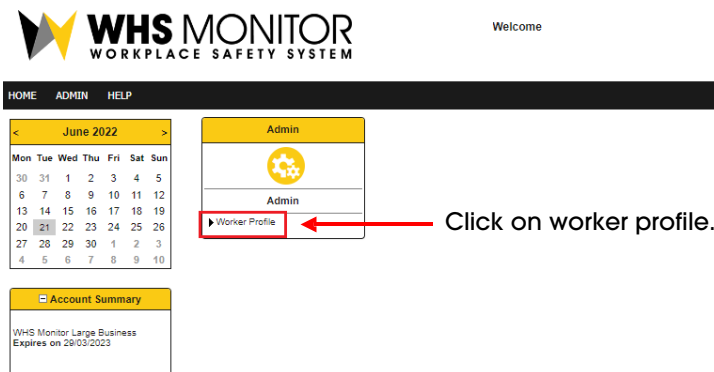 WHS MONITOR
WORKPLACE SAFETY SYSTEM
Welcome
HOME ADMIN HELP
< June 2022 >
Mon Tue Wed Thu Fri Sat Sun
30 31 1 2 3 4 5
6 7 8 9 10 11 12
13 14 15 16 17 18 19
20 21 22 23 24 25 26
27 28 29 30 1 2 3
4 5 6 7 8 9 10
Admin
Admin
Worker Profile
Click on worker profile.
Account Summary
WHS Monitor Large Business
Expires on 29/03/2023